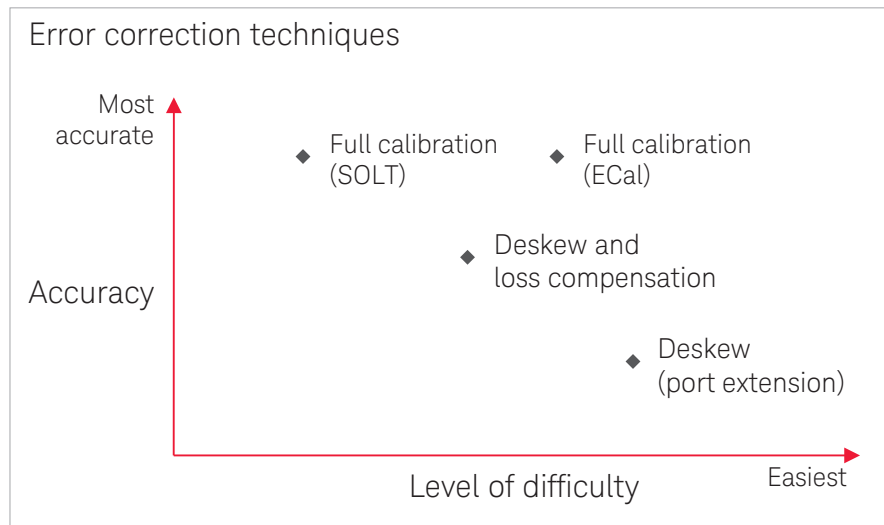 Error correction techniques
Most
accurate
Full calibration
(SOLT)
Full calibration
(ECal)
Deskew and
loss compensation
Accuracy
Deskew
(port extension)
Easiest
Level of difficulty